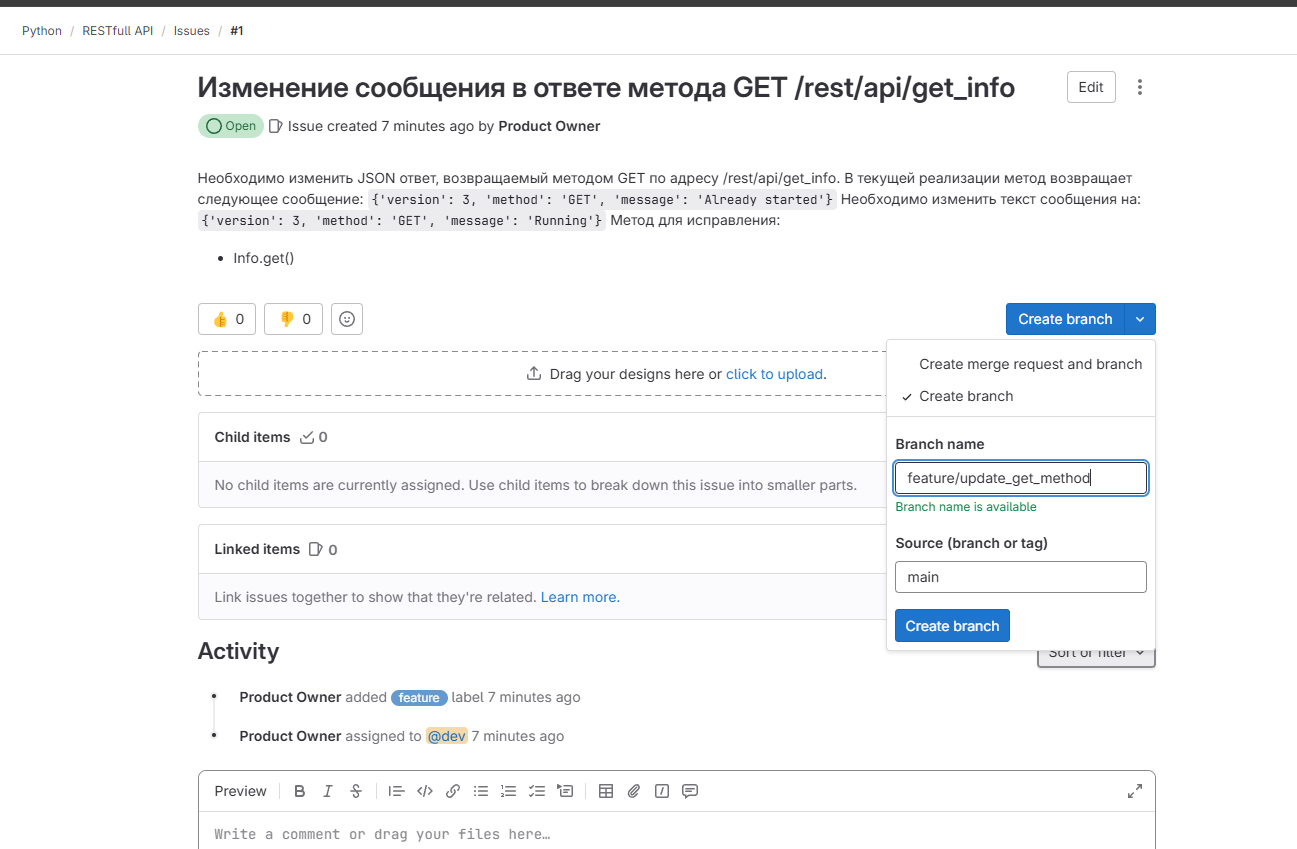 Python / RESTfull API / Issues / #1
Изменение сообщения в ответе метода GET /rest/api/get_info
Edit
Open Issue created 7 minutes ago by Product Owner
Необходимо изменить JSON ответ, возвращаемый методом GET по адресу /rest/api/get_info. В текущей реализации метод возвращает
следующее сообщение: {'version': 3, 'method': 'GET', 'message': 'Already started'} Необходимо изменить текст сообщения на:
{'version': 3, 'method': 'GET', 'message': 'Running'} Метод для исправления:
• Info.get()
👍 0 👎 0
Create branch
Create merge request and branch
Create branch
Branch name
feature/update_get_method
Branch name is available
Source (branch or tag)
main
Create branch
Drag your designs here or click to upload.
Child items 0
No child items are currently assigned. Use child items to break down this issue into smaller parts.
Linked items 0
Link issues together to show that they're related. Learn more.
Activity
Sort or filter
Product Owner added feature label 7 minutes ago
Product Owner assigned to @dev 7 minutes ago
Preview
Write a comment or drag your files here…